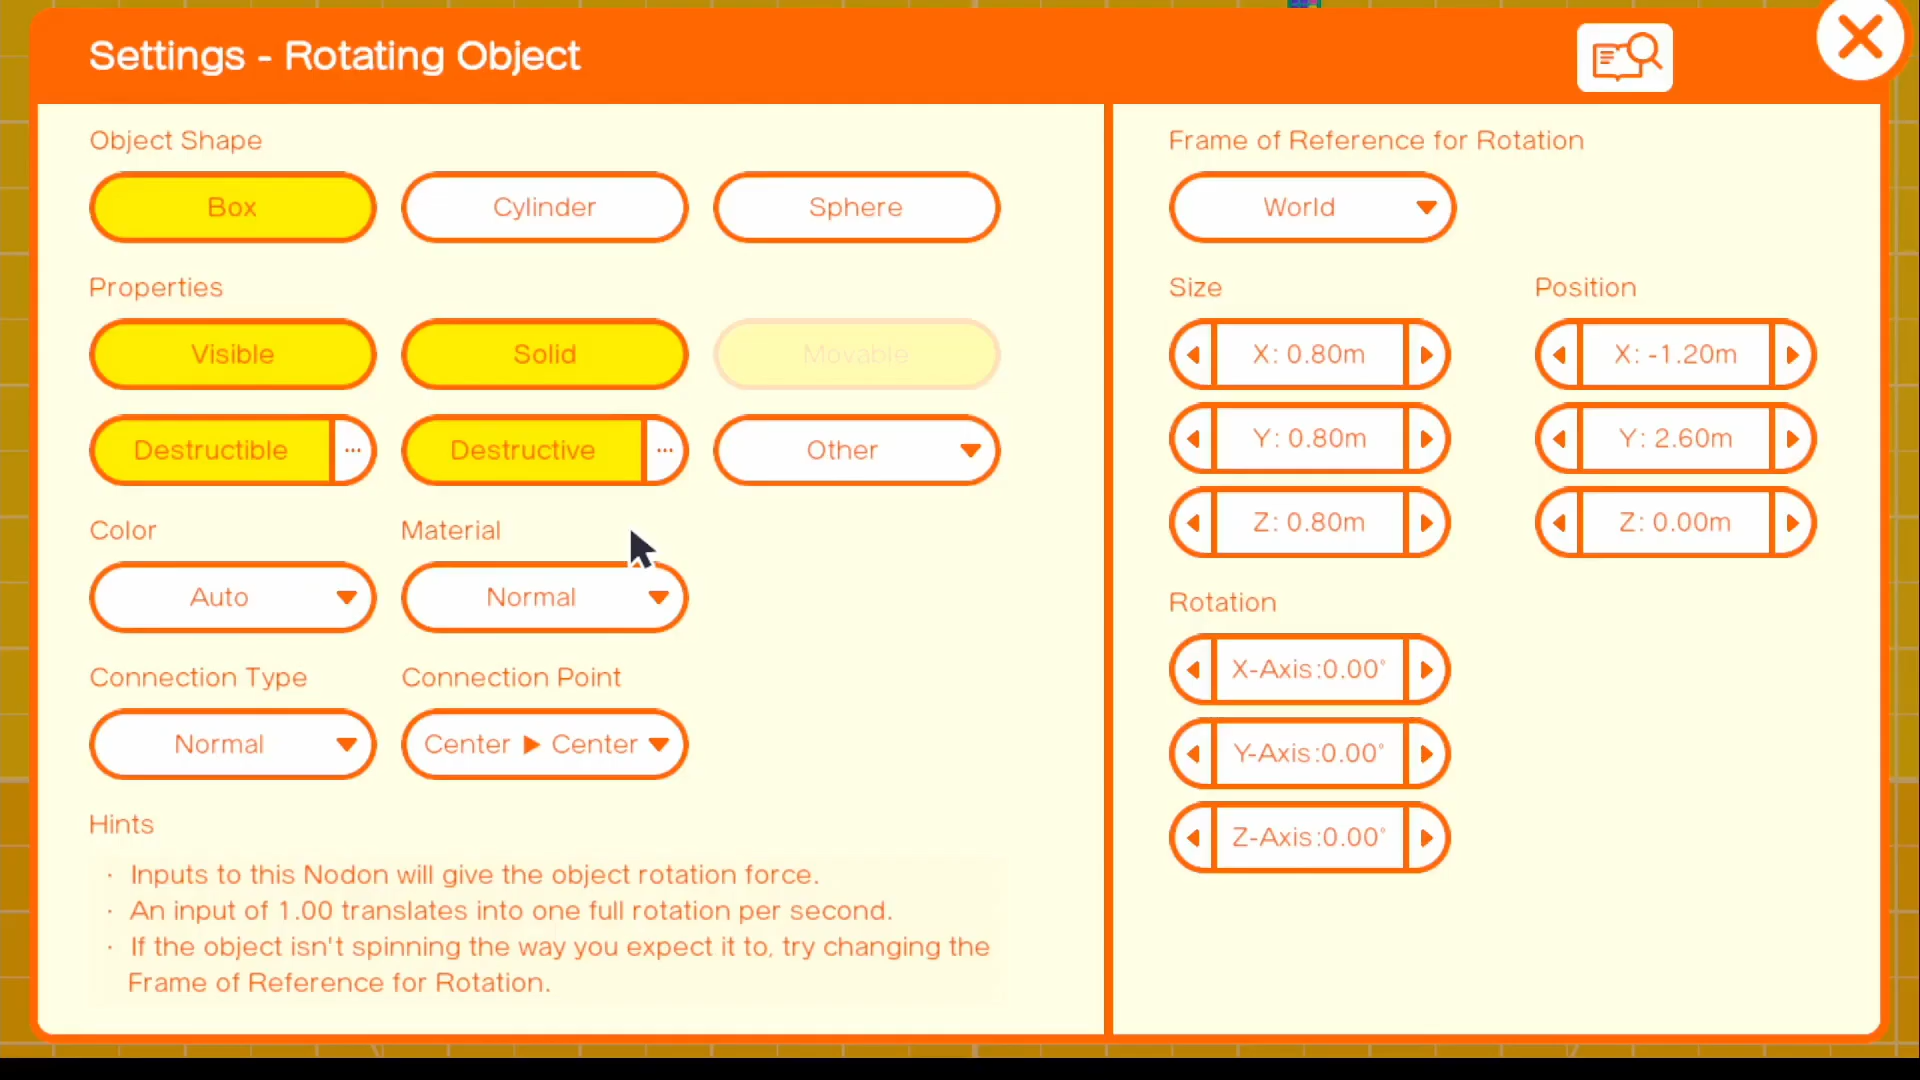 Settings - Rotating Object
Object Shape
Box
Cylinder
Sphere
Properties
Visible
Solid
Movable
Destructible
...
Destructive
...
Other
Color
Material
Auto
Normal
Connection Type
Connection Point
Normal
Center ▶ Center
Hints
· Inputs to this Nodon will give the object rotation force.
· An input of 1.00 translates into one full rotation per second.
· If the object isn't spinning the way you expect it to, try changing the
Frame of Reference for Rotation.
Frame of Reference for Rotation
World
Size
Position
X: 0.80m
X: -1.20m
Y: 0.80m
Y: 2.60m
Z: 0.80m
Z: 0.00m
Rotation
X-Axis:0.00°
Y-Axis:0.00°
Z-Axis:0.00°